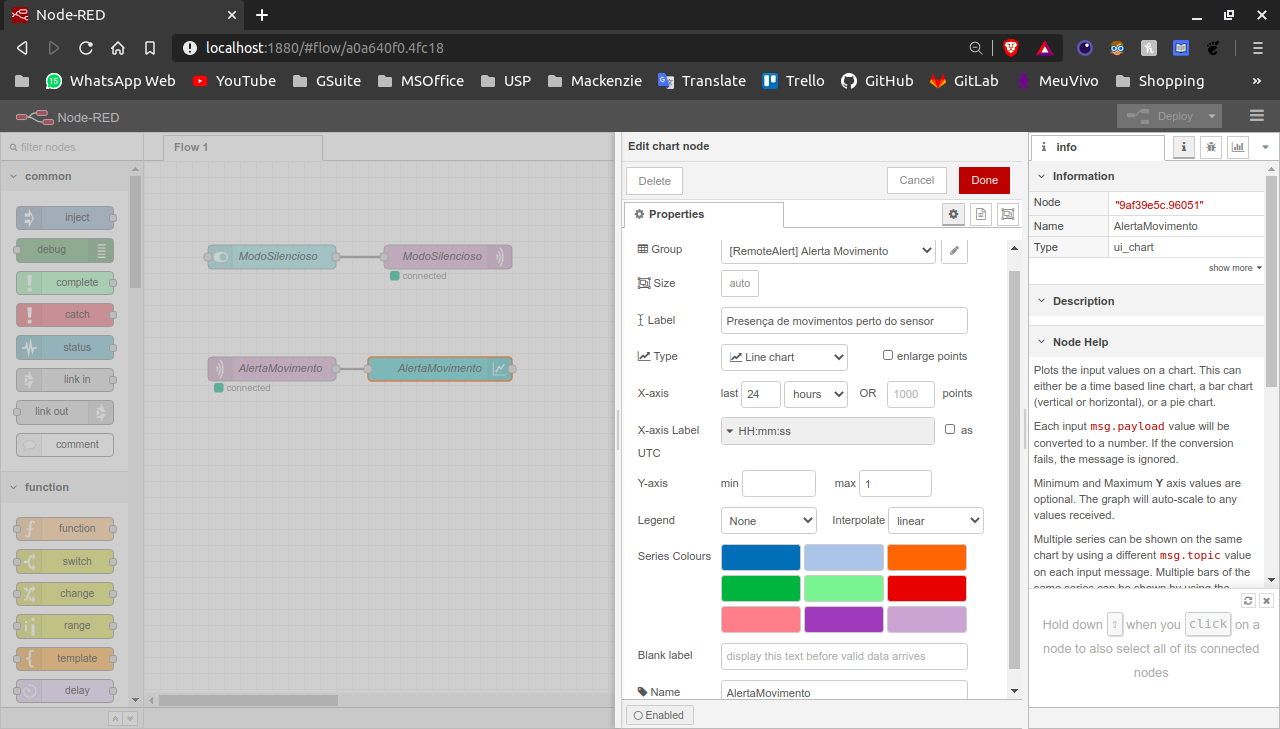 Node-RED
localhost:1880/#flow/a0a640f0.4fc18
WhatsApp Web YouTube GSuite MSOffice USP Mackenzie Translate Trello GitHub GitLab MeuVivo Shopping »
Node-RED Deploy
filter nodes
common
inject
debug
complete
catch
status
link in
link out
comment
function
function
switch
change
range
template
delay
Flow 1
ModoSilencioso ModoSilencioso
connected
AlertaMovimento AlertaMovimento
connected
Edit chart node
Delete Cancel Done
Properties
Group [RemoteAlert] Alerta Movimento
Size auto
Label Presença de movimentos perto do sensor
Type Line chart enlarge points
X-axis last 24 hours OR 1000 points
X-axis Label HH:mm:ss as
UTC
Y-axis min max 1
Legend None Interpolate linear
Series Colours
Blank label display this text before valid data arrives
Name AlertaMovimento
Enabled
info
Information
Node "9af39e5c.96051"
Name AlertaMovimento
Type ui_chart
show more
Description
Node Help
Plots the input values on a chart. This can
either be a time based line chart, a bar chart
(vertical or horizontal), or a pie chart.
Each input msg.payload value will be
converted to a number. If the conversion
fails, the message is ignored.
Minimum and Maximum Y axis values are
optional. The graph will auto-scale to any
values received.
Multiple series can be shown on the same
chart by using a different msg.topic value
on each input message. Multiple bars of the
same series can be shown by using the
Hold down ⇧ when you click on a
node to also select all of its connected
nodes